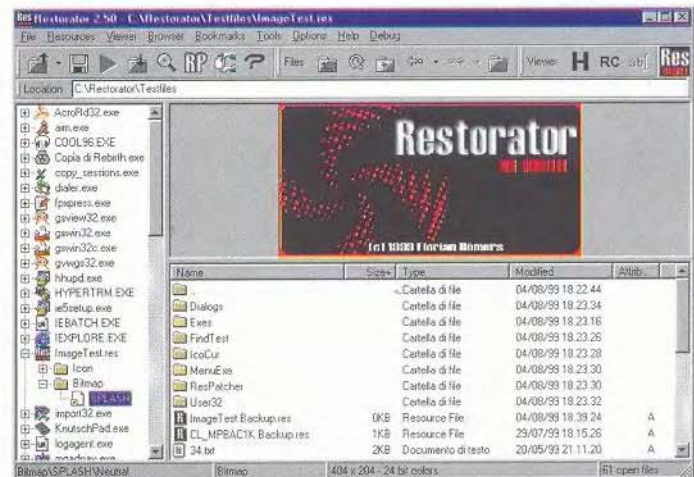 Restorator 2.50 - C:\Restorator\Testfiles\ImageTest.res
File Resources Viewer Browser Bookmarks Tools Options Help Debug
RP Files Viewer H RC Res
Location C:\Restorator\Testfiles
AcroRd32.exe
aim.exe
COOL96.EXE
Copia di Rebirth.exe
copy_sessions.exe
dialer.exe
fpxpress.exe
gsview32.exe
gswin32.exe
gswin32c.exe
gvwgs32.exe
hhupd.exe
HYPERTRM.EXE
ie5setup.exe
IEBATCH.EXE
IEXPLORE.EXE
ImageTest.res
Icon
Bitmap
SPLASH
import32.exe
KnutschPad.exe
logagent.exe
Restorator
(c) 1999 Florian Bömers
Name Size Type Modified Attrib.
.. Cartella di file 04/08/99 18.22.44
Dialogs Cartella di file 04/08/99 18.23.34
Exes Cartella di file 04/08/99 18.23.16
FindTest Cartella di file 04/08/99 18.23.26
IcoCur Cartella di file 04/08/99 18.23.28
MenuExe Cartella di file 04/08/99 18.23.30
ResPatcher Cartella di file 04/08/99 18.23.30
User32 Cartella di file 04/08/99 18.23.32
ImageTest Backup.res 0KB Resource File 04/08/99 18.39.24 A
CL_MPBAC1K Backup.res 1KB Resource File 29/07/99 18.15.26 A
34.txt 2KB Documento di testo 20/05/99 21.11.20 A
Bitmap\SPLASH\Neutral Bitmap 404 x 204 - 24 bit colors 61 open files